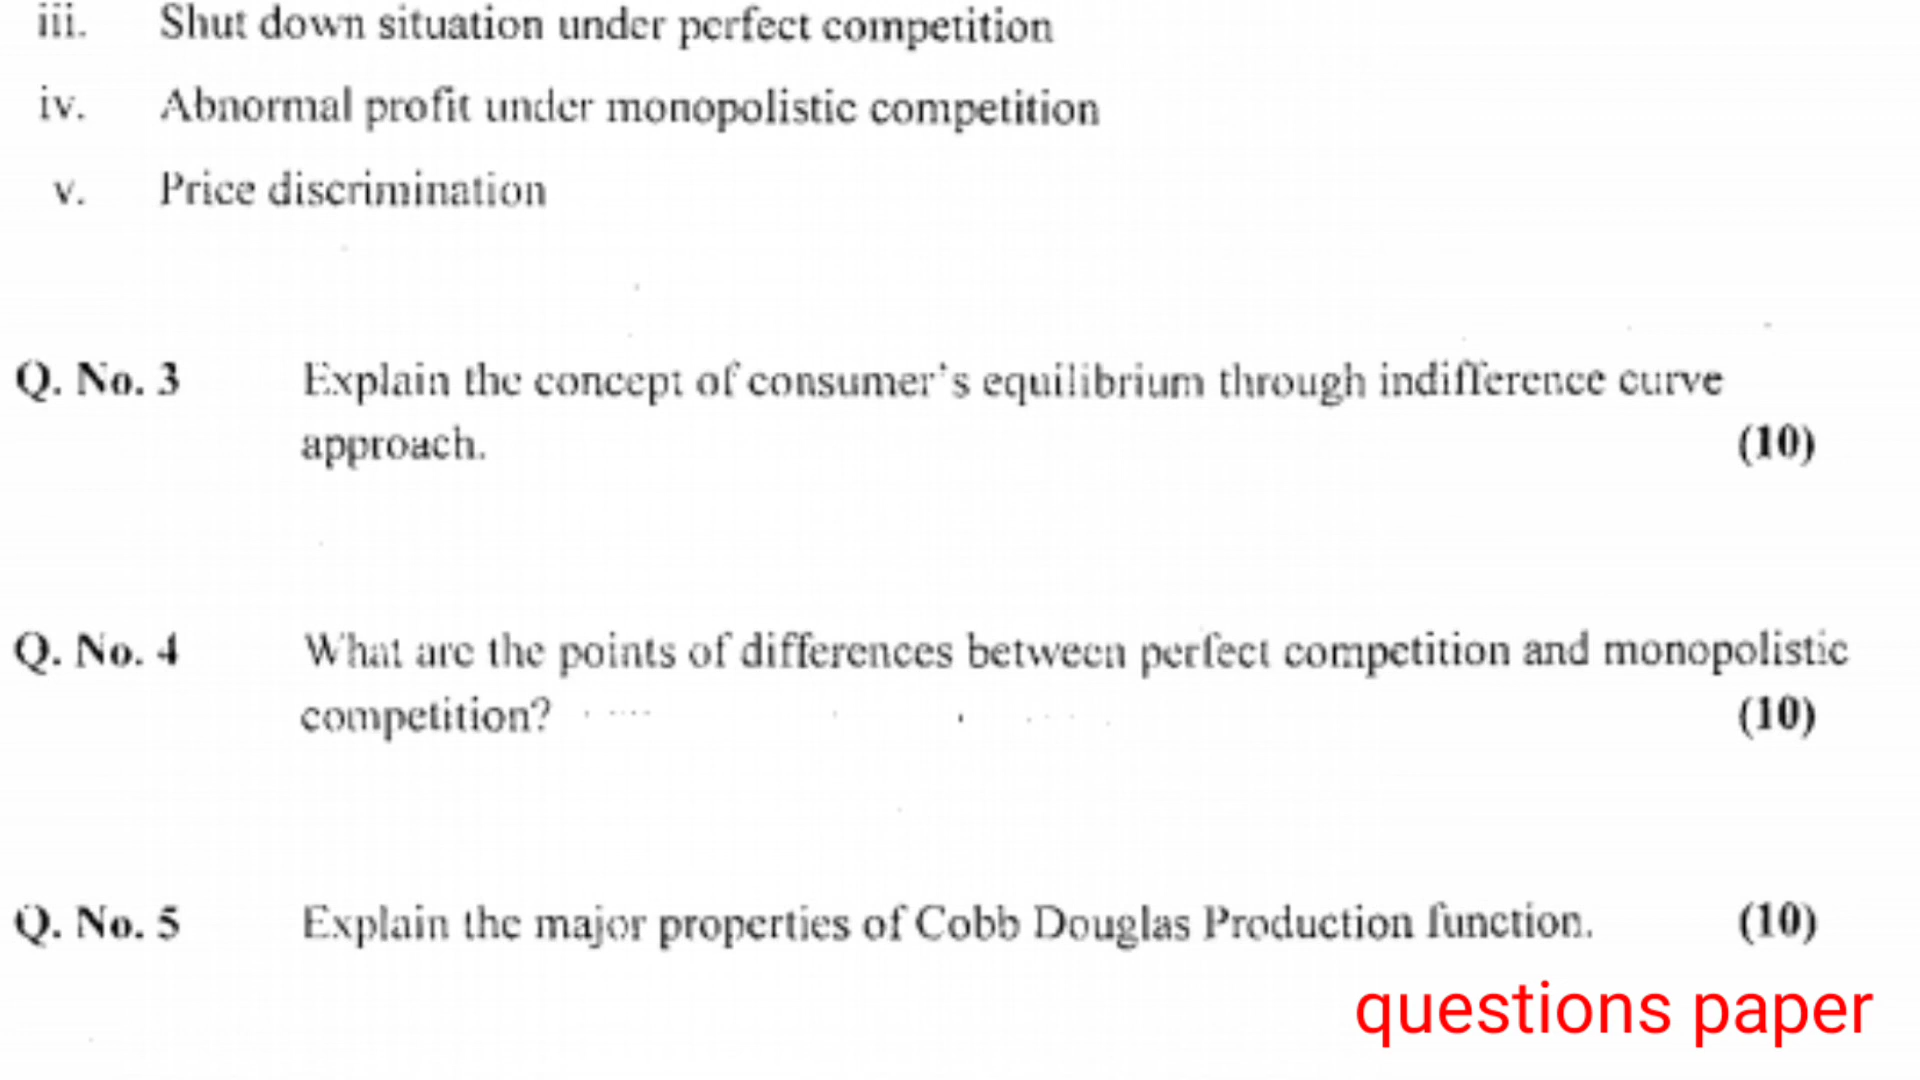 iii. Shut down situation under perfect competition
iv. Abnormal profit under monopolistic competition
v. Price discrimination
Q. No. 3 Explain the concept of consumer's equilibrium through indifference curve
approach. (10)
Q. No. 4 What are the points of differences between perfect competition and monopolistic
competition? (10)
Q. No. 5 Explain the major properties of Cobb Douglas Production function. (10)
questions paper